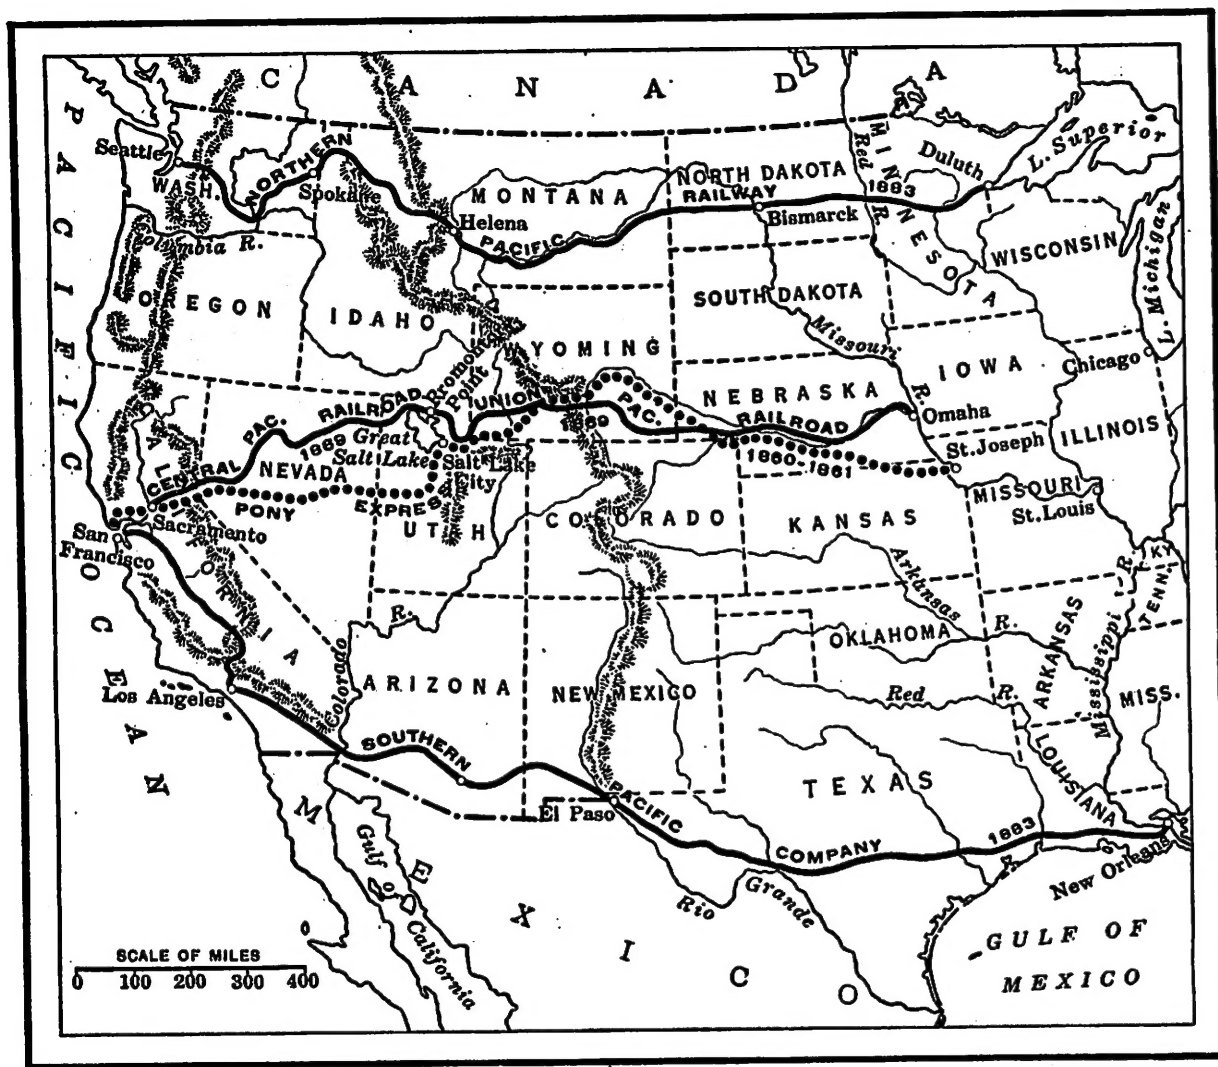 CANADA
PACIFIC OCEAN
Seattle
WASH.
NORTHERN
Spokane
MONTANA
NORTH DAKOTA
RAILWAY
1883
Bismarck
Red R.
MINNESOTA
Duluth
L. Superior
Columbia R.
Helena
PACIFIC
WISCONSIN
L. Michigan
OREGON
IDAHO
SOUTH DAKOTA
Missouri R.
WYOMING
IOWA
Chicago
Promont Point
NEBRASKA
UNION
PAC.
RAILROAD
Omaha
CENTRAL
PAC.
RAILROAD
1869
Great
Salt Lake
Salt Lake
City
1869
1860-1861
St. Joseph
ILLINOIS
NEVADA
PONY
EXPRESS
UTAH
COLORADO
KANSAS
MISSOURI
St. Louis
San
Francisco
Sacramento
CALIFORNIA
KY
TENN.
Arkansas R.
Mississippi R.
Colorado R.
OKLAHOMA
ARKANSAS
Los Angeles
ARIZONA
NEW MEXICO
Red R.
MISS.
SOUTHERN
PACIFIC
COMPANY
1883
TEXAS
LOUISIANA
El Paso
New Orleans
MEXICO
Gulf of California
Rio Grande
GULF OF
MEXICO
SCALE OF MILES
0 100 200 300 400